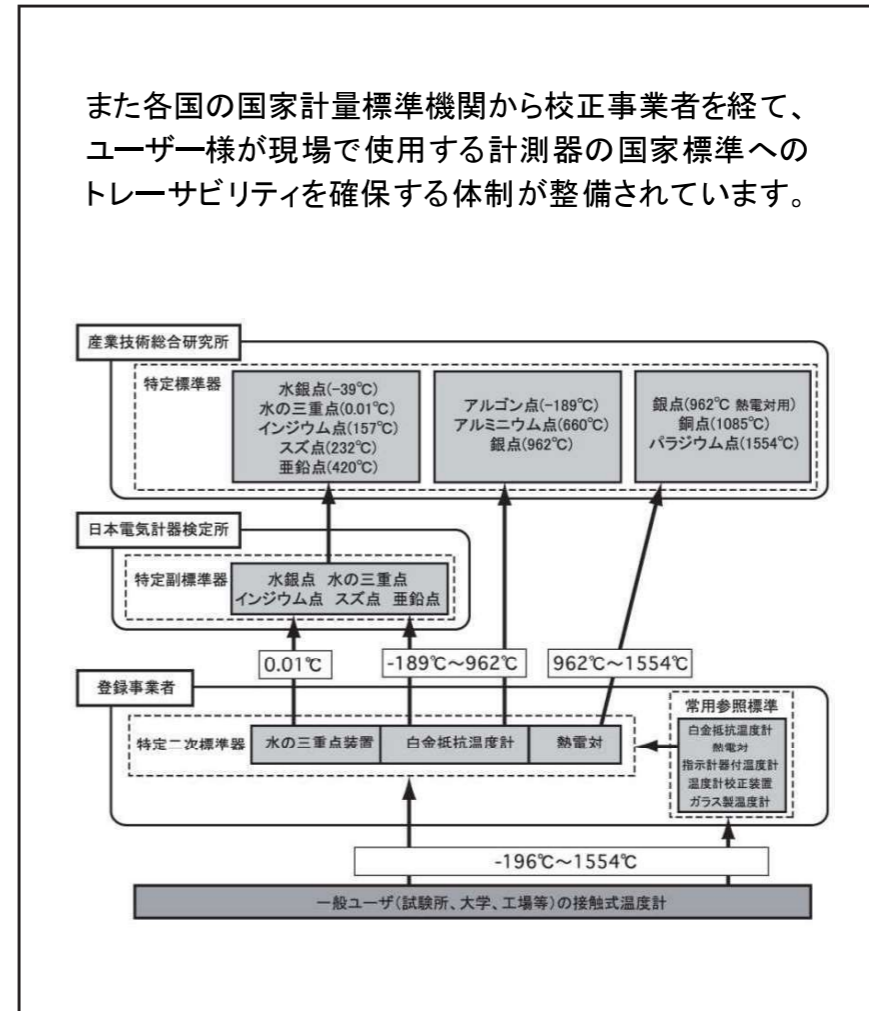 また各国の国家計量標準機関から校正事業者を経て、
ユーザー様が現場で使用する計測器の国家標準への
トレーサビリティを確保する体制が整備されています。
産業技術総合研究所
特定標準器
水銀点(-39℃)
水の三重点(0.01℃)
インジウム点(157℃)
スズ点(232℃)
亜鉛点(420℃)
アルゴン点(-189℃)
アルミニウム点(660℃)
銀点(962℃)
銀点(962℃ 熱電対用)
銅点(1085℃)
パラジウム点(1554℃)
日本電気計器検定所
特定副標準器
水銀点 水の三重点
インジウム点 スズ点 亜鉛点
0.01℃
-189℃～962℃
962℃～1554℃
登録事業者
特定二次標準器
水の三重点装置
白金抵抗温度計
熱電対
常用参照標準
白金抵抗温度計
熱電対
指示計器付温度計
温度計校正装置
ガラス製温度計
-196℃～1554℃
一般ユーザ(試験所、大学、工場等)の接触式温度計